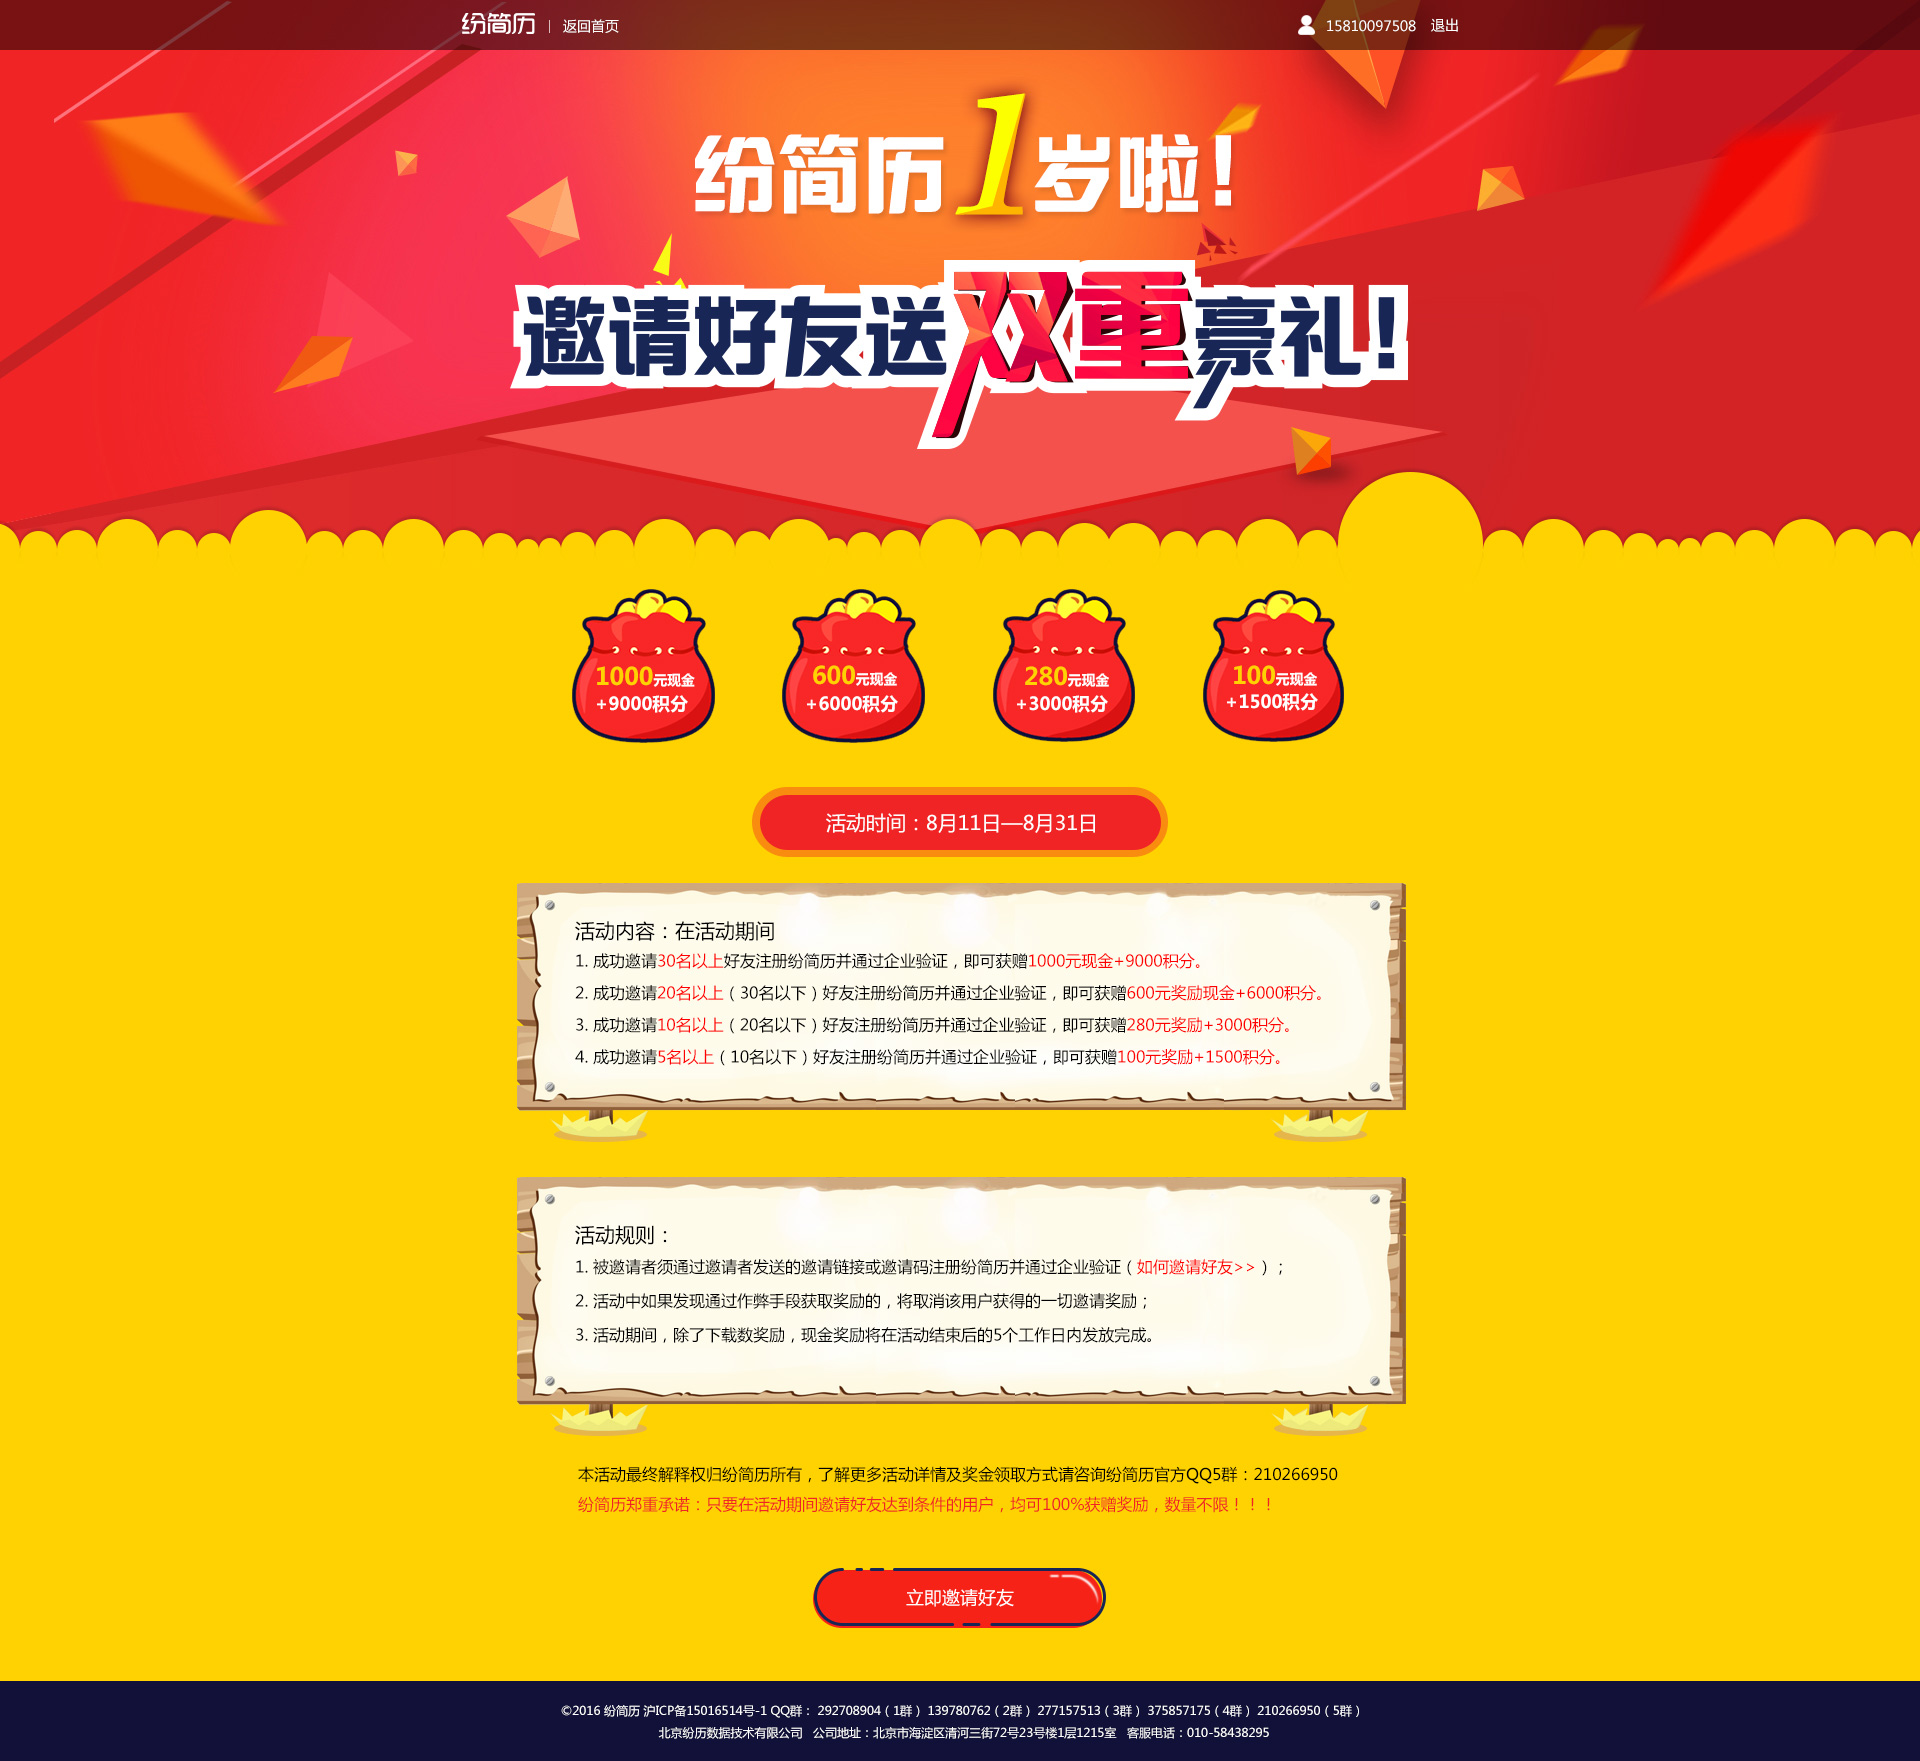 纷简历 | 返回首页
15810097508 退出
纷简历1岁啦!
邀请好友送双重豪礼!
1000元现金
+9000积分
600元现金
+6000积分
280元现金
+3000积分
100元现金
+1500积分
活动时间：8月11日—8月31日
活动内容：在活动期间
1. 成功邀请30名以上好友注册纷简历并通过企业验证，即可获赠1000元现金+9000积分。
2. 成功邀请20名以上（30名以下）好友注册纷简历并通过企业验证，即可获赠600元奖励现金+6000积分。
3. 成功邀请10名以上（20名以下）好友注册纷简历并通过企业验证，即可获赠280元奖励+3000积分。
4. 成功邀请5名以上（10名以下）好友注册纷简历并通过企业验证，即可获赠100元奖励+1500积分。
活动规则：
1. 被邀请者须通过邀请者发送的邀请链接或邀请码注册纷简历并通过企业验证（如何邀请好友>> ）；
2. 活动中如果发现通过作弊手段获取奖励的，将取消该用户获得的一切邀请奖励；
3. 活动期间，除了下载数奖励，现金奖励将在活动结束后的5个工作日内发放完成。
本活动最终解释权归纷简历所有，了解更多活动详情及奖金领取方式请咨询纷简历官方QQ5群：210266950
纷简历郑重承诺：只要在活动期间邀请好友达到条件的用户，均可100%获赠奖励，数量不限！！！
立即邀请好友
©2016 纷简历 沪ICP备15016514号-1 QQ群： 292708904（1群） 139780762（2群） 277157513（3群） 375857175（4群） 210266950（5群）
北京纷历数据技术有限公司 公司地址：北京市海淀区清河三街72号23号楼1层1215室 客服电话：010-58438295